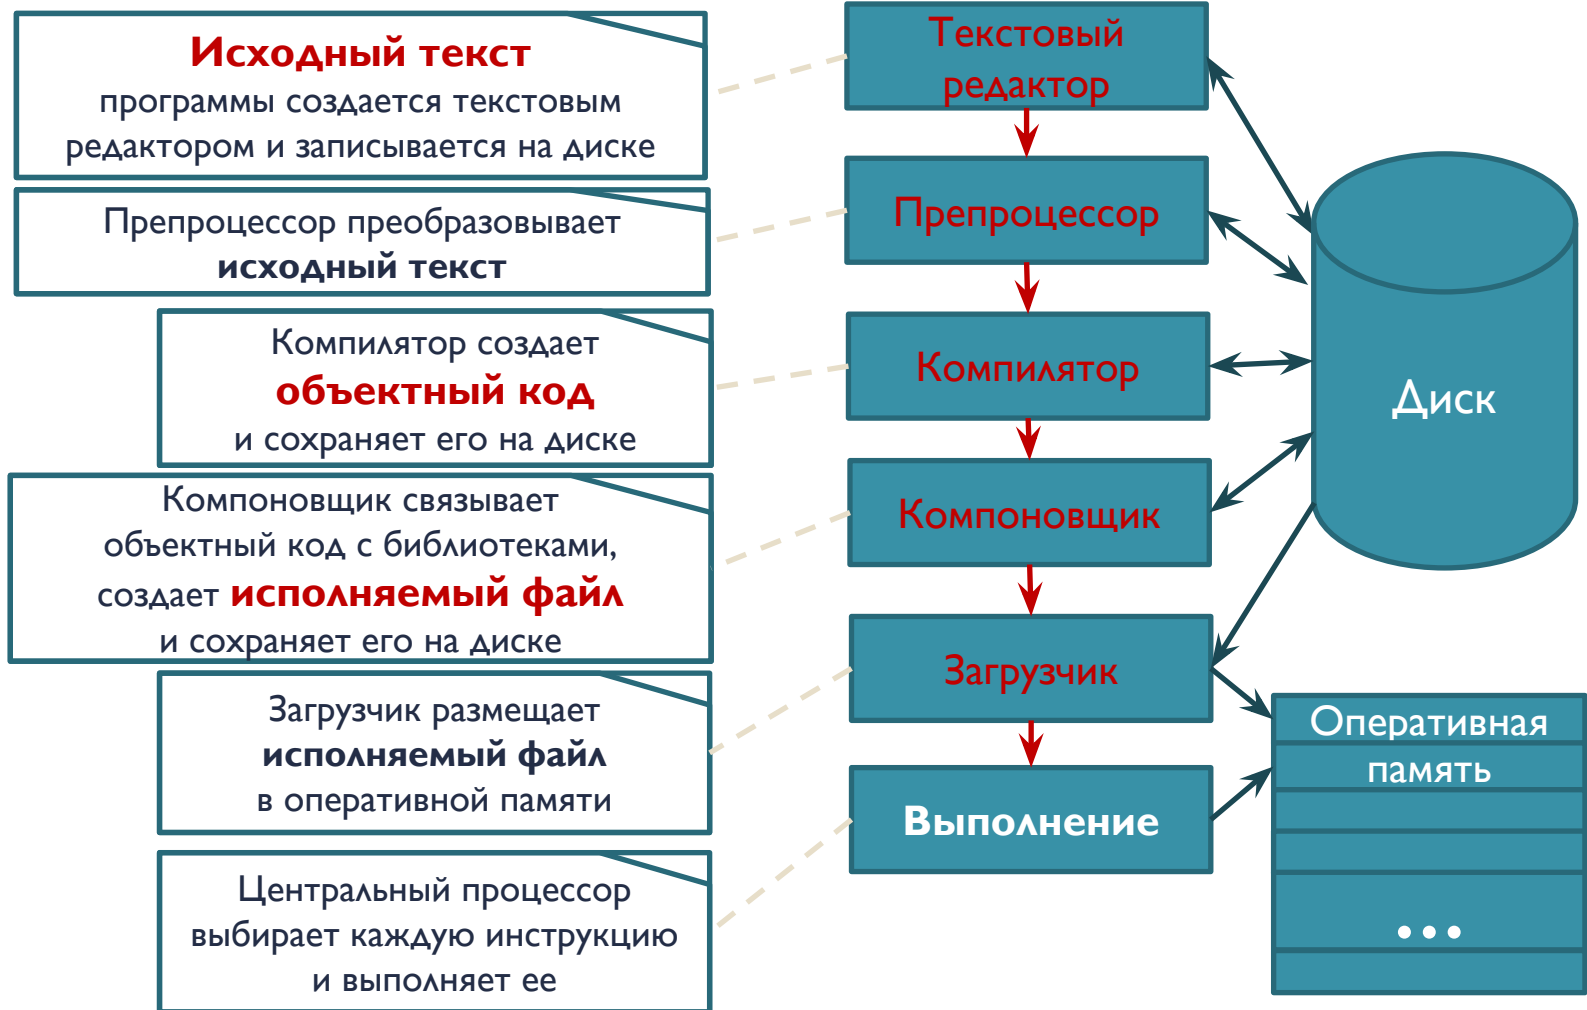 Исходный текст
программы создается текстовым
редактором и записывается на диске
Препроцессор преобразовывает
исходный текст
Компилятор создает
объектный код
и сохраняет его на диске
Компоновщик связывает
объектный код с библиотеками,
создает исполняемый файл
и сохраняет его на диске
Загрузчик размещает
исполняемый файл
в оперативной памяти
Центральный процессор
выбирает каждую инструкцию
и выполняет ее
Текстовый
редактор
Препроцессор
Компилятор
Компоновщик
Загрузчик
Выполнение
Диск
Оперативная
память
...